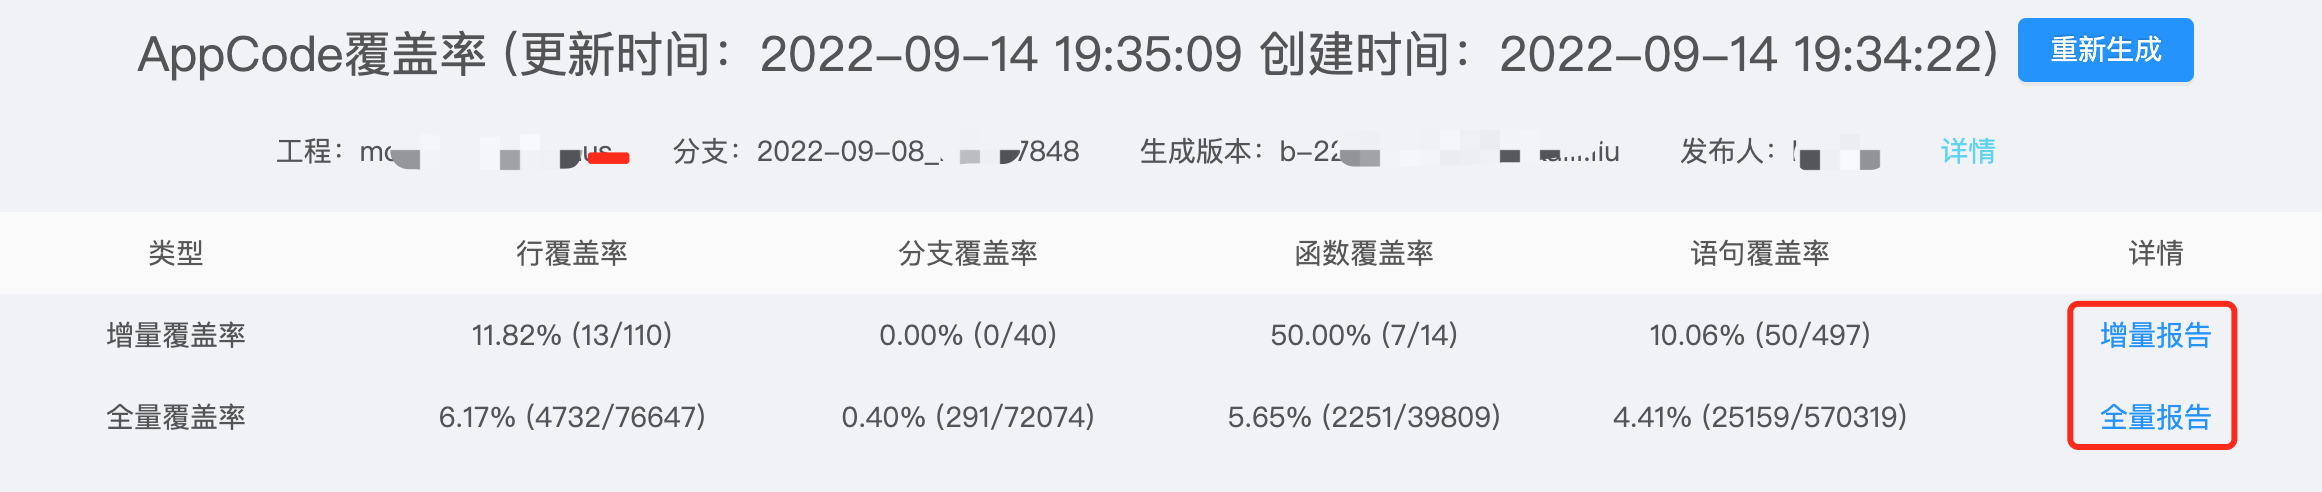 AppCode覆盖率 (更新时间：2022-09-14 19:35:09 创建时间：2022-09-14 19:34:22) 重新生成
工程： 分支：2022-09-08_ 7848 生成版本：b-22 发布人： 详情
类型 行覆盖率 分支覆盖率 函数覆盖率 语句覆盖率 详情
增量覆盖率 11.82% (13/110) 0.00% (0/40) 50.00% (7/14) 10.06% (50/497) 增量报告
全量覆盖率 6.17% (4732/76647) 0.40% (291/72074) 5.65% (2251/39809) 4.41% (25159/570319) 全量报告